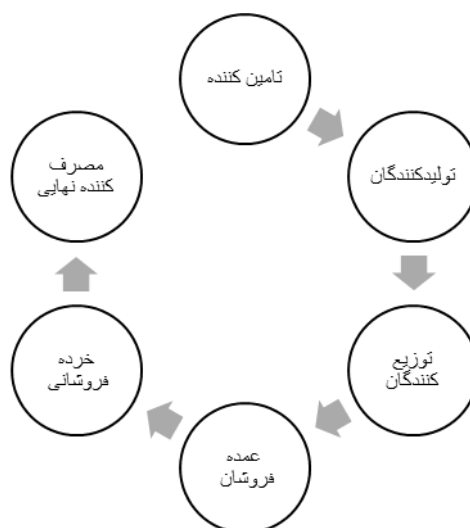 تامین کننده
تولیدکنندگان
توزیع
کنندگان
عمده
فروشان
خرده
فروشانی
مصرف
کننده نهایی